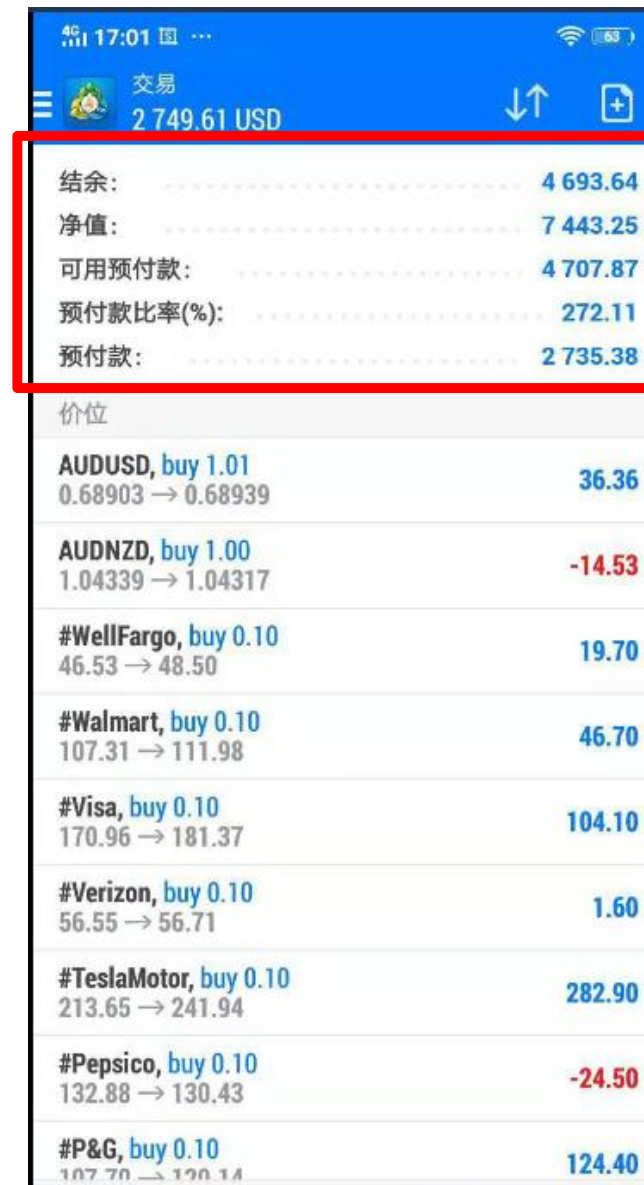 4G 17:01 ... 63
交易
2 749.61 USD
结余: 4 693.64
净值: 7 443.25
可用预付款: 4 707.87
预付款比率(%): 272.11
预付款: 2 735.38
价位
AUDUSD, buy 1.01
0.68903 → 0.68939 36.36
AUDNZD, buy 1.00
1.04339 → 1.04317 -14.53
#WellFargo, buy 0.10
46.53 → 48.50 19.70
#Walmart, buy 0.10
107.31 → 111.98 46.70
#Visa, buy 0.10
170.96 → 181.37 104.10
#Verizon, buy 0.10
56.55 → 56.71 1.60
#TeslaMotor, buy 0.10
213.65 → 241.94 282.90
#Pepsico, buy 0.10
132.88 → 130.43 -24.50
#P&G, buy 0.10
107.70 → 120.14 124.40